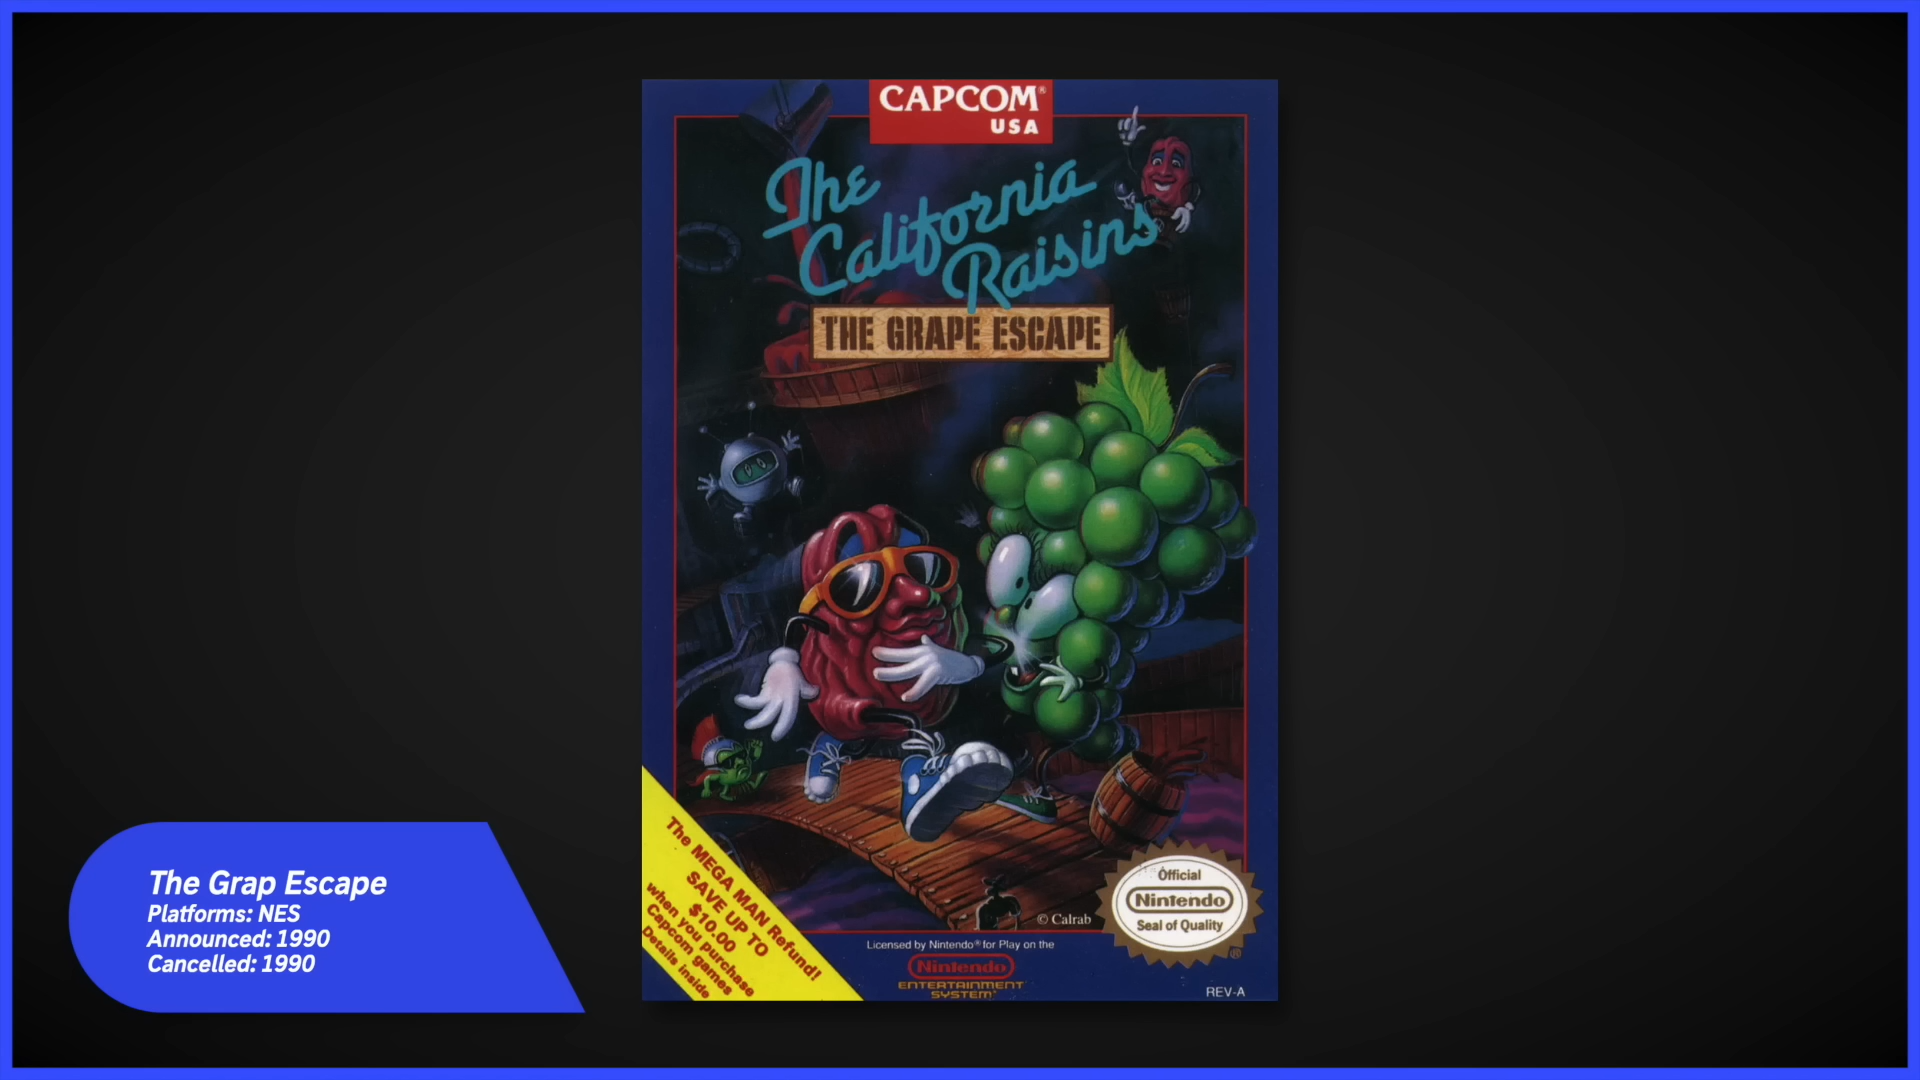 CAPCOM®
USA
The
California
Raisins
THE GRAPE ESCAPE
The MEGA MAN Refund!
SAVE UP TO
$10.00
when you purchase
Capcom games
Details inside
© Calrab
Official
Nintendo
Seal of Quality
®
Licensed by Nintendo® for Play on the
Nintendo
ENTERTAINMENT
SYSTEM™
REV-A
The Grap Escape
Platforms: NES
Announced: 1990
Cancelled: 1990